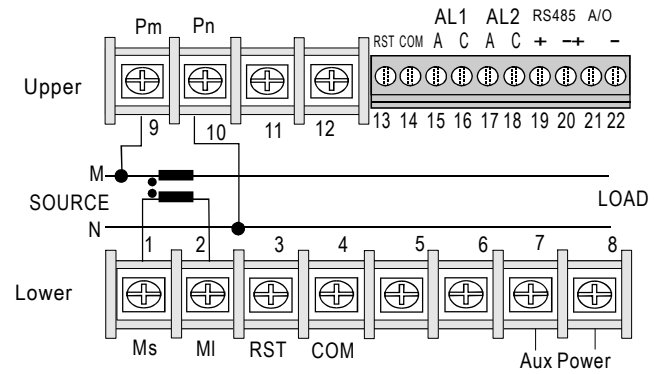 Pm Pn AL1 AL2 RS485 A/O
RST COM A C A C + - + -
Upper
9 10 11 12 13 14 15 16 17 18 19 20 21 22
M
SOURCE LOAD
N
1 2 3 4 5 6 7 8
Lower
Ms Ml RST COM Aux Power